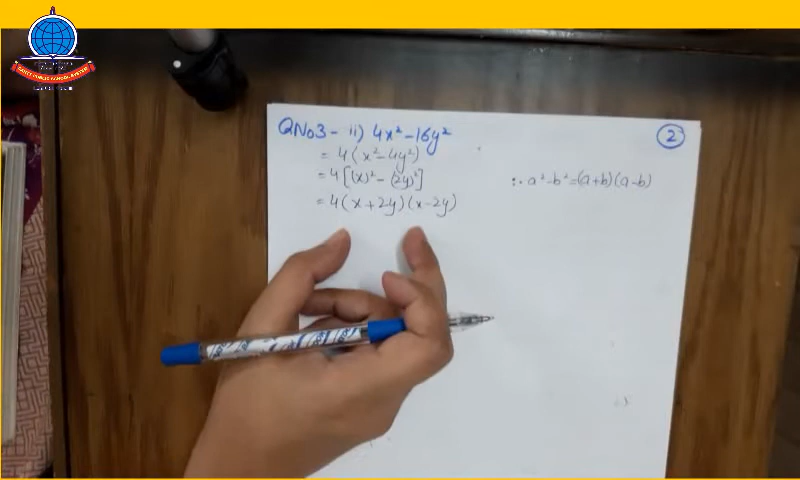 QNo3- ii) 4x²-16y²
②
= 4(x²-4y²)
= 4[(x)²-(2y)²]
∵ a²-b²=(a+b)(a-b)
= 4(x+2y)(x-2y)